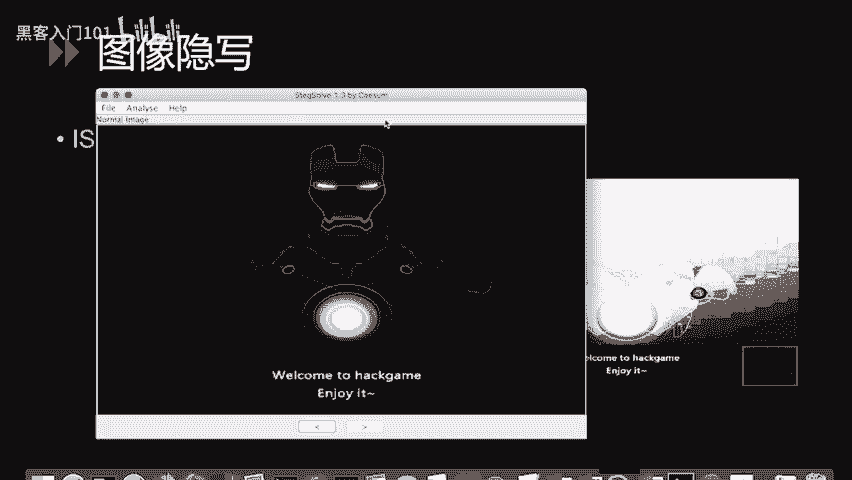 黑客入门101
图像隐写
StegSolve 1.3 by Caesum
File Analyse Help
Normal Image
• IS
Welcome to hackgame
Enjoy it~
< >
elcome to hackgame
Enjoy it~